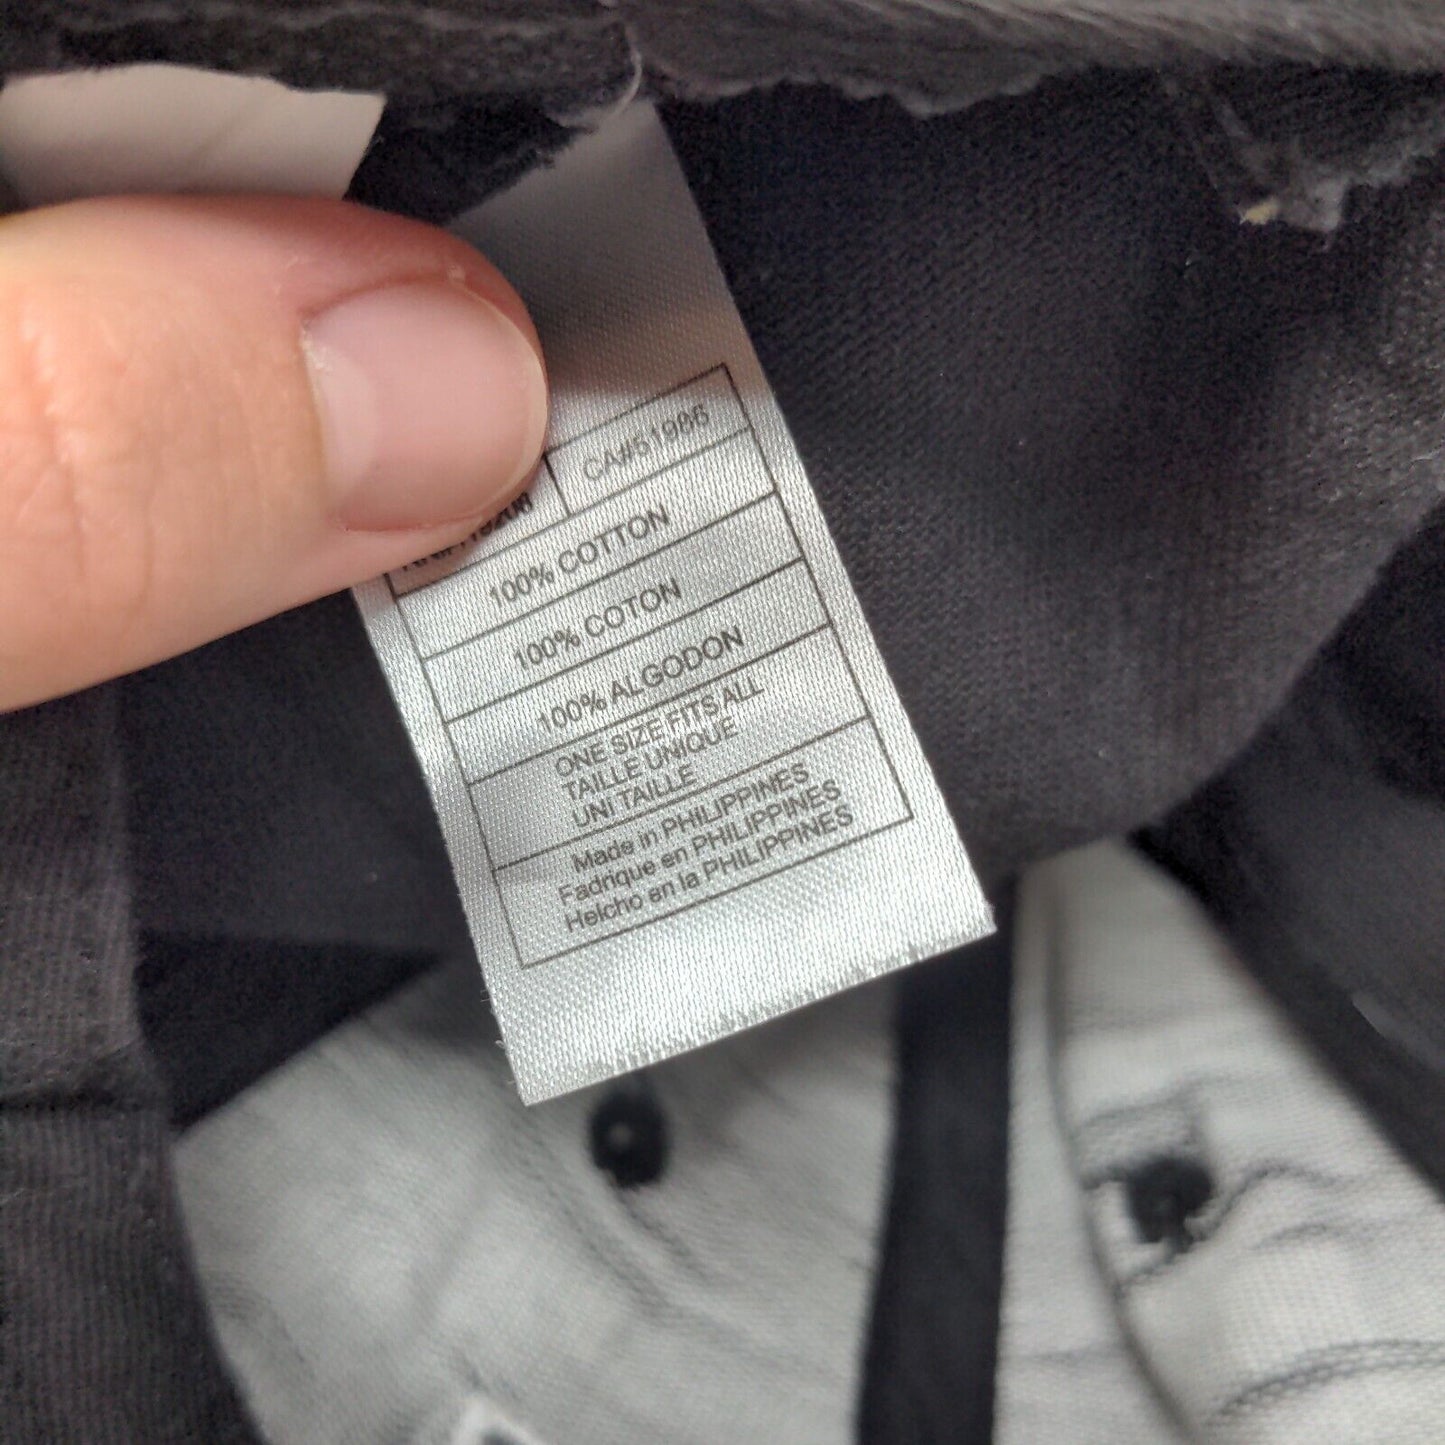 CA#51986
100% COTTON
100% COTON
100% ALGODON
ONE SIZE FITS ALL
TAILLE UNIQUE
UNI TAILLE
Made in PHILIPPINES
Fadrique en PHILIPPINES
Helcho en la PHILIPPINES